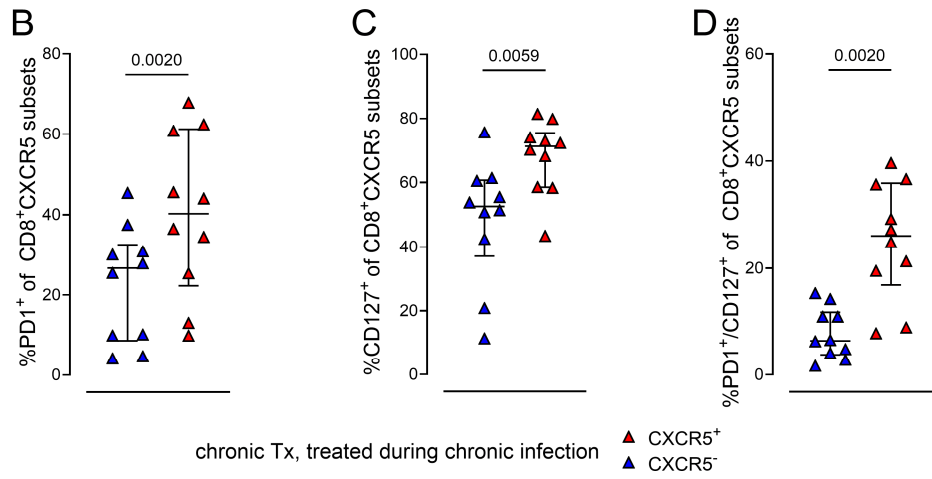 B
%PD1⁺ of CD8⁺CXCR5 subsets
80
60
40
20
0
0.0020
C
%CD127⁺ of CD8⁺CXCR5 subsets
100
80
60
40
20
0
0.0059
D
%PD1⁺/CD127⁺ of CD8⁺CXCR5 subsets
60
40
20
0
0.0020
chronic Tx, treated during chronic infection
CXCR5⁺
CXCR5⁻